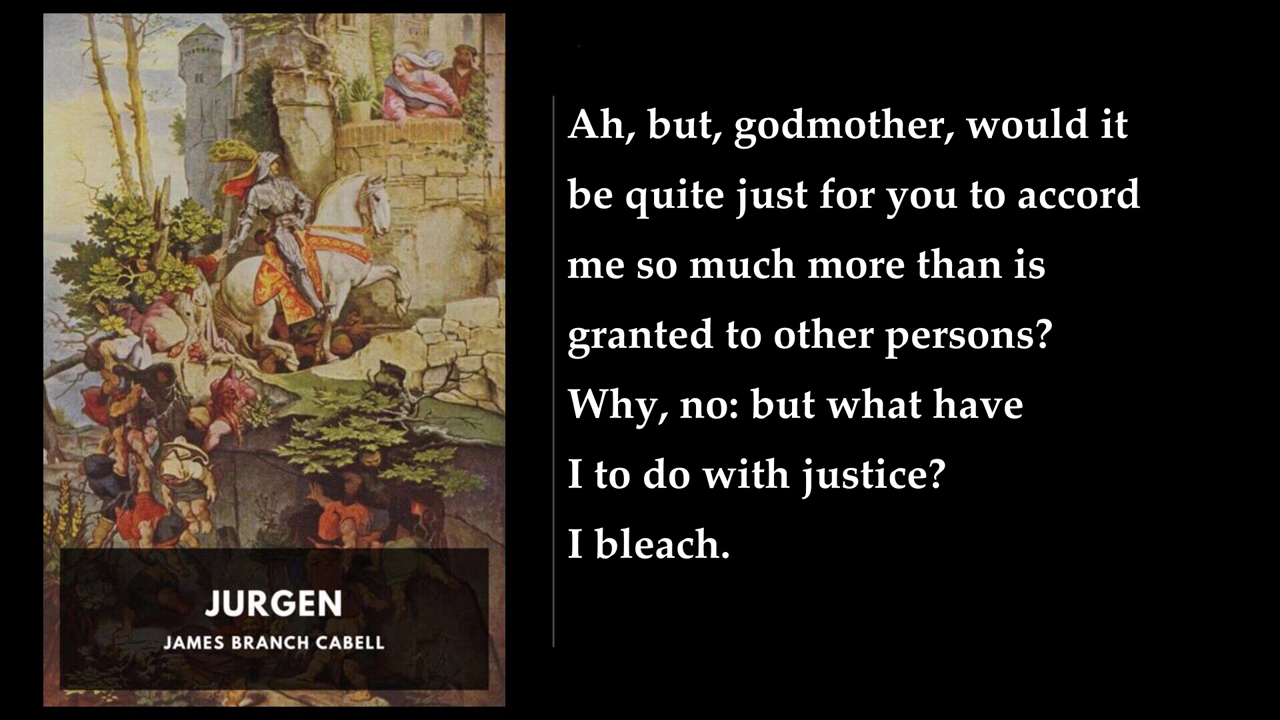 JURGEN
JAMES BRANCH CABELL
Ah, but, godmother, would it
be quite just for you to accord
me so much more than is
granted to other persons?
Why, no: but what have
I to do with justice?
I bleach.